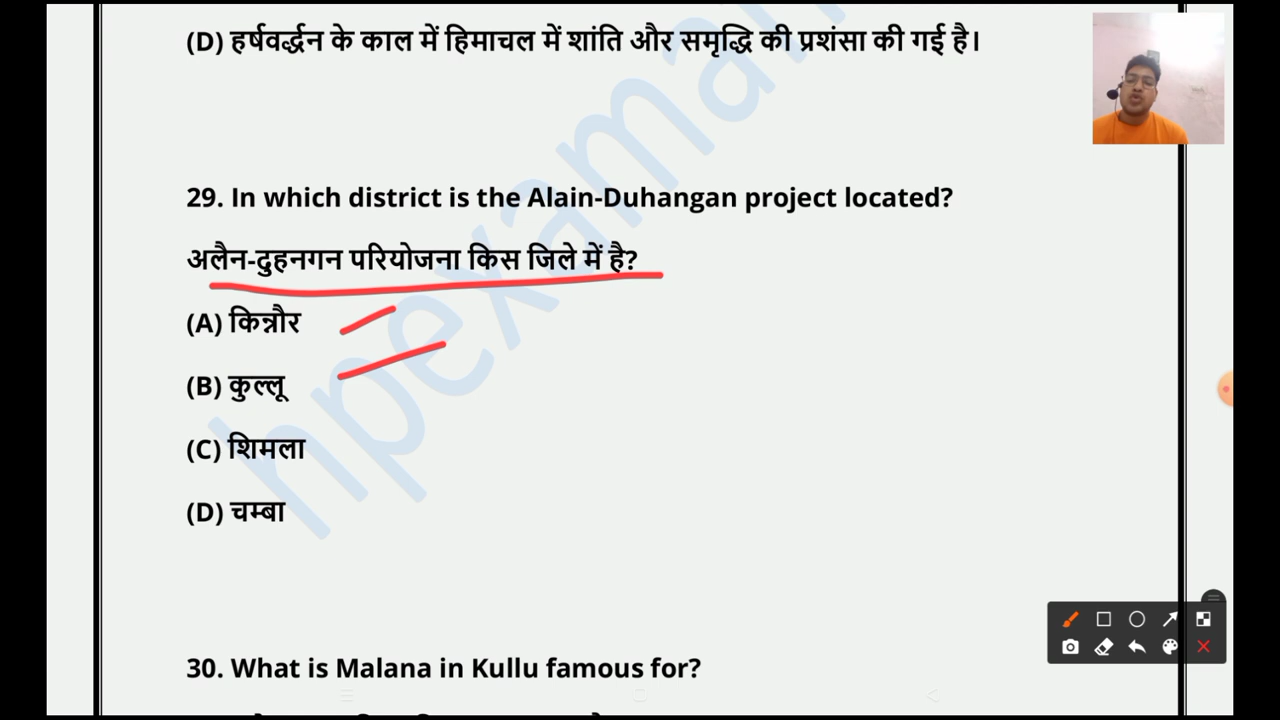 (D) हर्षवर्द्धन के काल में हिमाचल में शांति और समृद्धि की प्रशंसा की गई है।
29. In which district is the Alain-Duhangan project located?
अलैन-दुहनगन परियोजना किस जिले में है?
(A) किन्नौर
(B) कुल्लू
(C) शिमला
(D) चम्बा
30. What is Malana in Kullu famous for?
hpexama